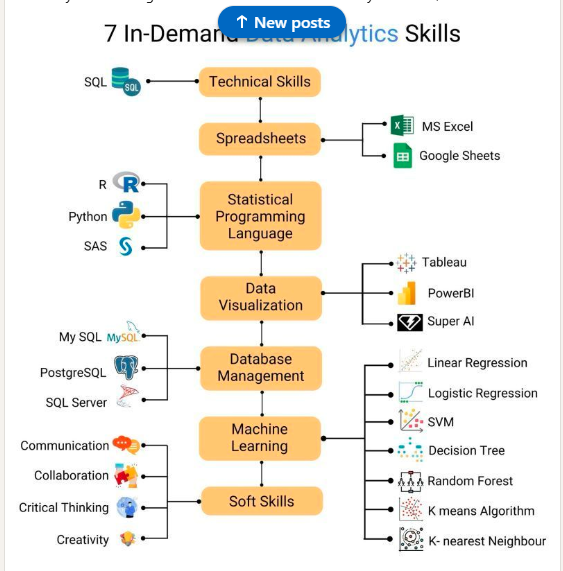 ↑ New posts
7 In-Demand Data Analytics Skills
SQL
SQL
Technical Skills
Spreadsheets
MS Excel
Google Sheets
R
Python
SAS
Statistical
Programming
Language
Data
Visualization
Tableau
PowerBI
Super AI
My SQL MySQL
PostgreSQL
SQL Server
Database
Management
Machine
Learning
Linear Regression
Logistic Regression
SVM
Decision Tree
Random Forest
K means Algorithm
K- nearest Neighbour
Communication
Collaboration
Critical Thinking
Creativity
Soft Skills